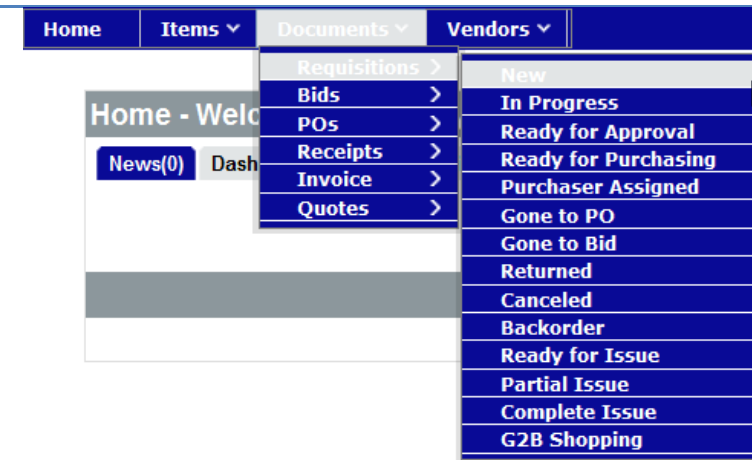 Home Items Documents Vendors
Requisitions
Bids
POs
Receipts
Invoice
Quotes
New
In Progress
Ready for Approval
Ready for Purchasing
Purchaser Assigned
Gone to PO
Gone to Bid
Returned
Canceled
Backorder
Ready for Issue
Partial Issue
Complete Issue
G2B Shopping
Home - Welc
News(0) Dash